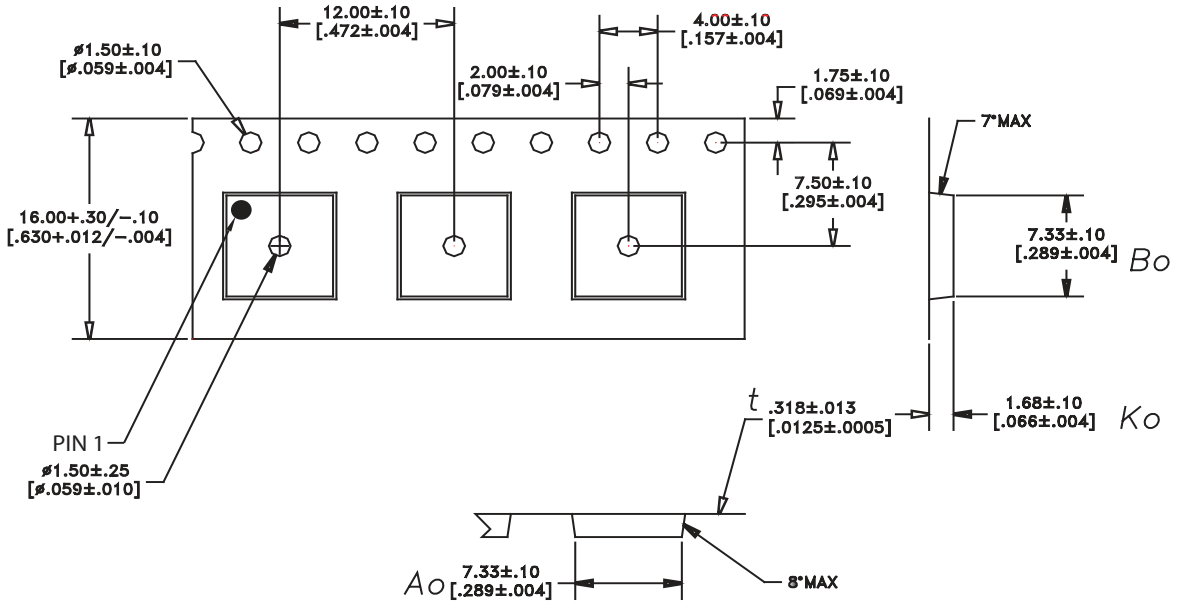 12.00±.10
[.472±.004]
4.00±.10
[.157±.004]
ø1.50±.10
[ø.059±.004]
2.00±.10
[.079±.004]
1.75±.10
[.069±.004]
7°MAX
7.50±.10
[.295±.004]
16.00+.30/−.10
[.630+.012/−.004]
7.33±.10
[.289±.004]
Bo
t
.318±.013
[.0125±.0005]
1.68±.10
[.066±.004]
Ko
PIN 1
ø1.50±.25
[ø.059±.010]
Ao
7.33±.10
[.289±.004]
8°MAX